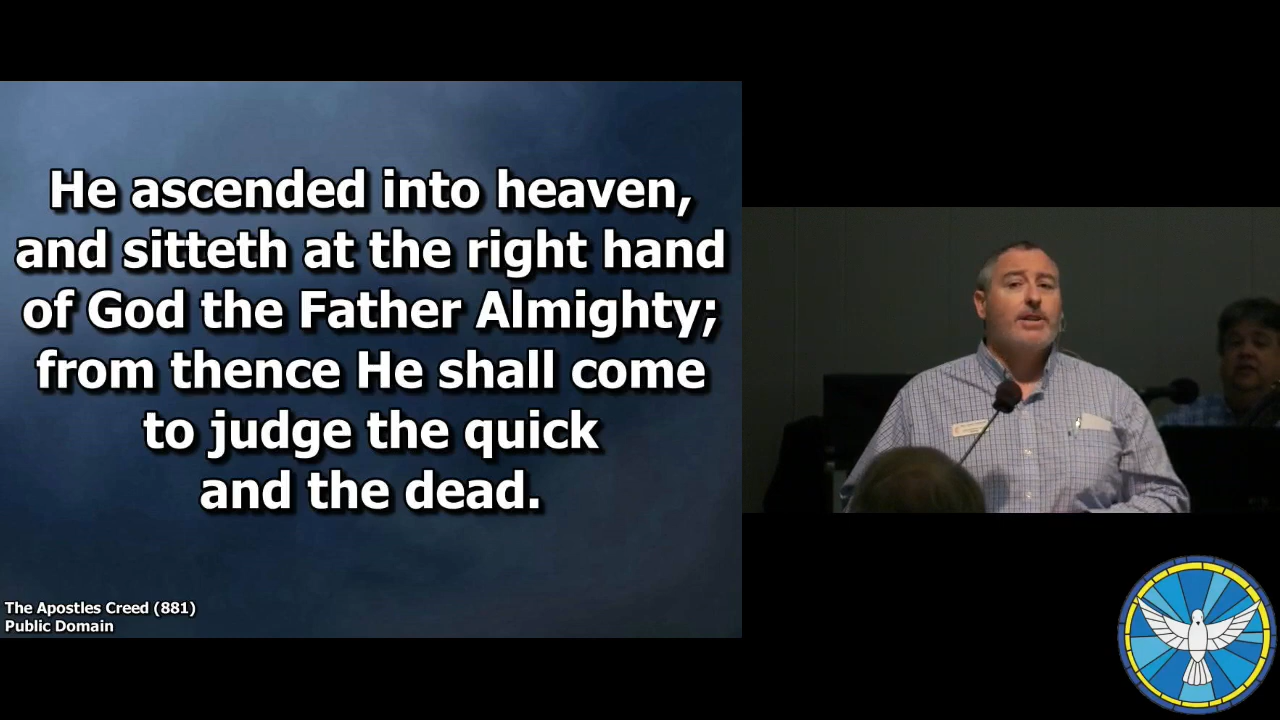 He ascended into heaven,
and sitteth at the right hand
of God the Father Almighty;
from thence He shall come
to judge the quick
and the dead.
The Apostles Creed (881)
Public Domain